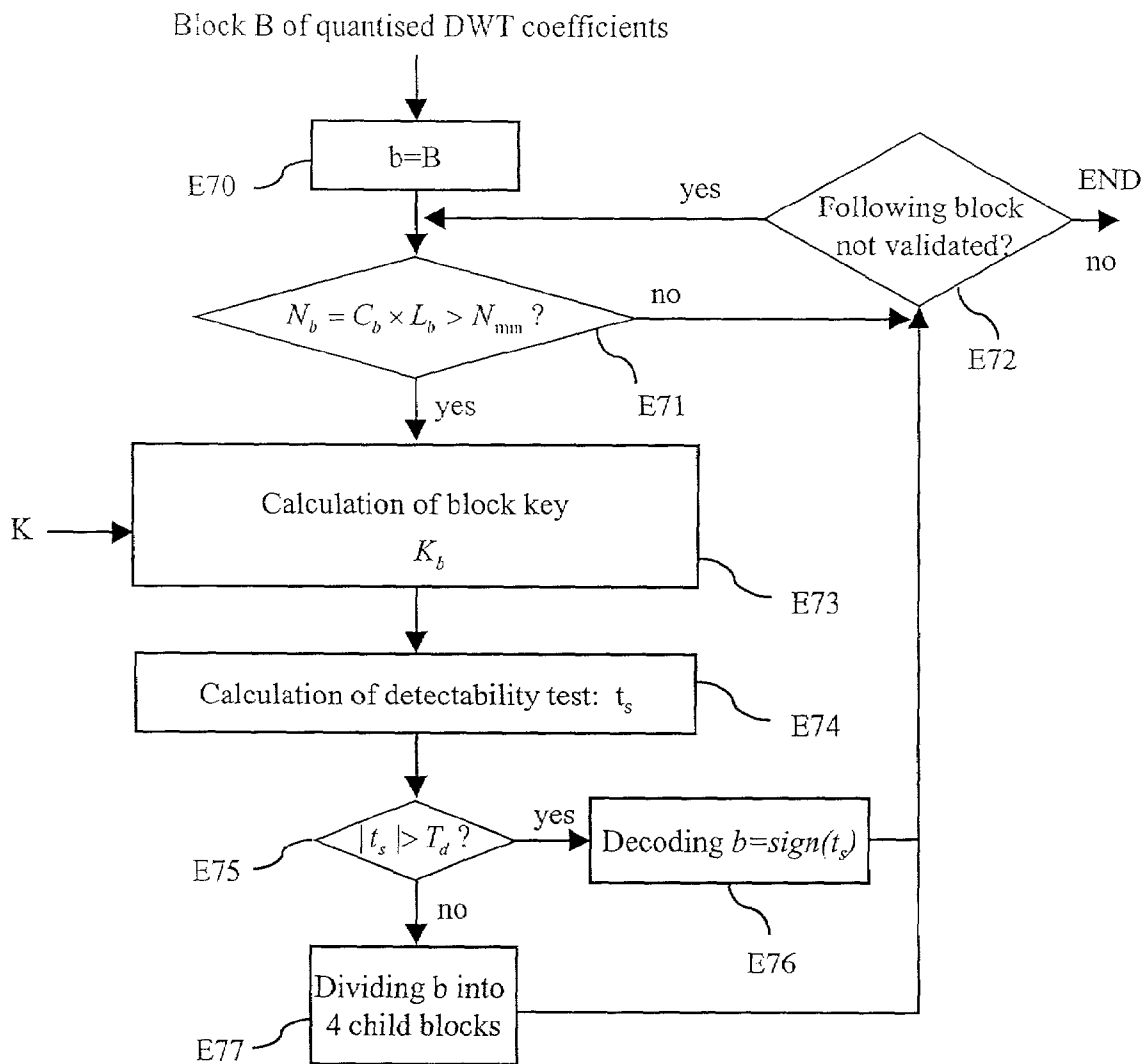 Block B of quantised DWT coefficients
b=B
E70
yes
Following block
not validated?
END
no
E72
N_b = C_b × L_b > N_min ?
no
E71
yes
K
Calculation of block key
K_b
E73
Calculation of detectability test: t_s
E74
|t_s|> T_d ?
yes
Decoding b=sign(t_s)
E75
no
E76
Dividing b into
4 child blocks
E77